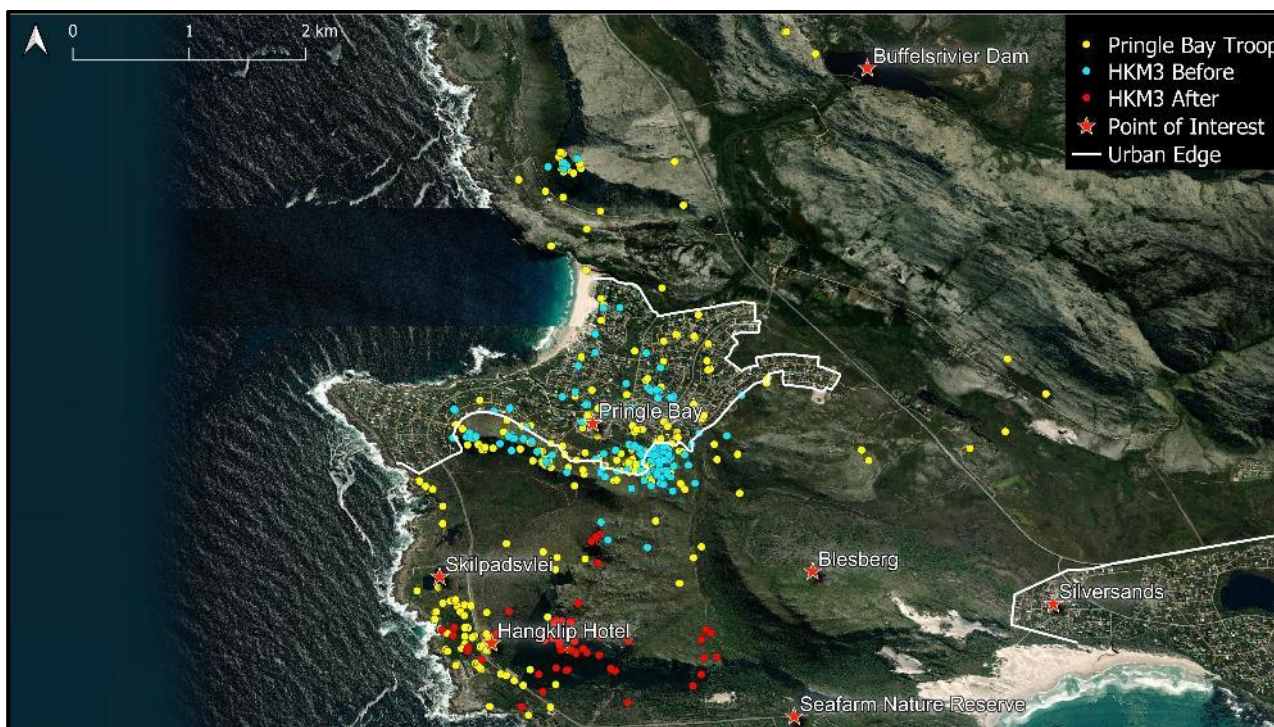 0 1 2 km
Buffelsrivier Dam
Pringle Bay Troop
HKM3 Before
HKM3 After
Point of Interest
Urban Edge
Pringle Bay
Skilpadsvlei
Blesberg
Silversands
Hangklip Hotel
Seafarm Nature Reserve